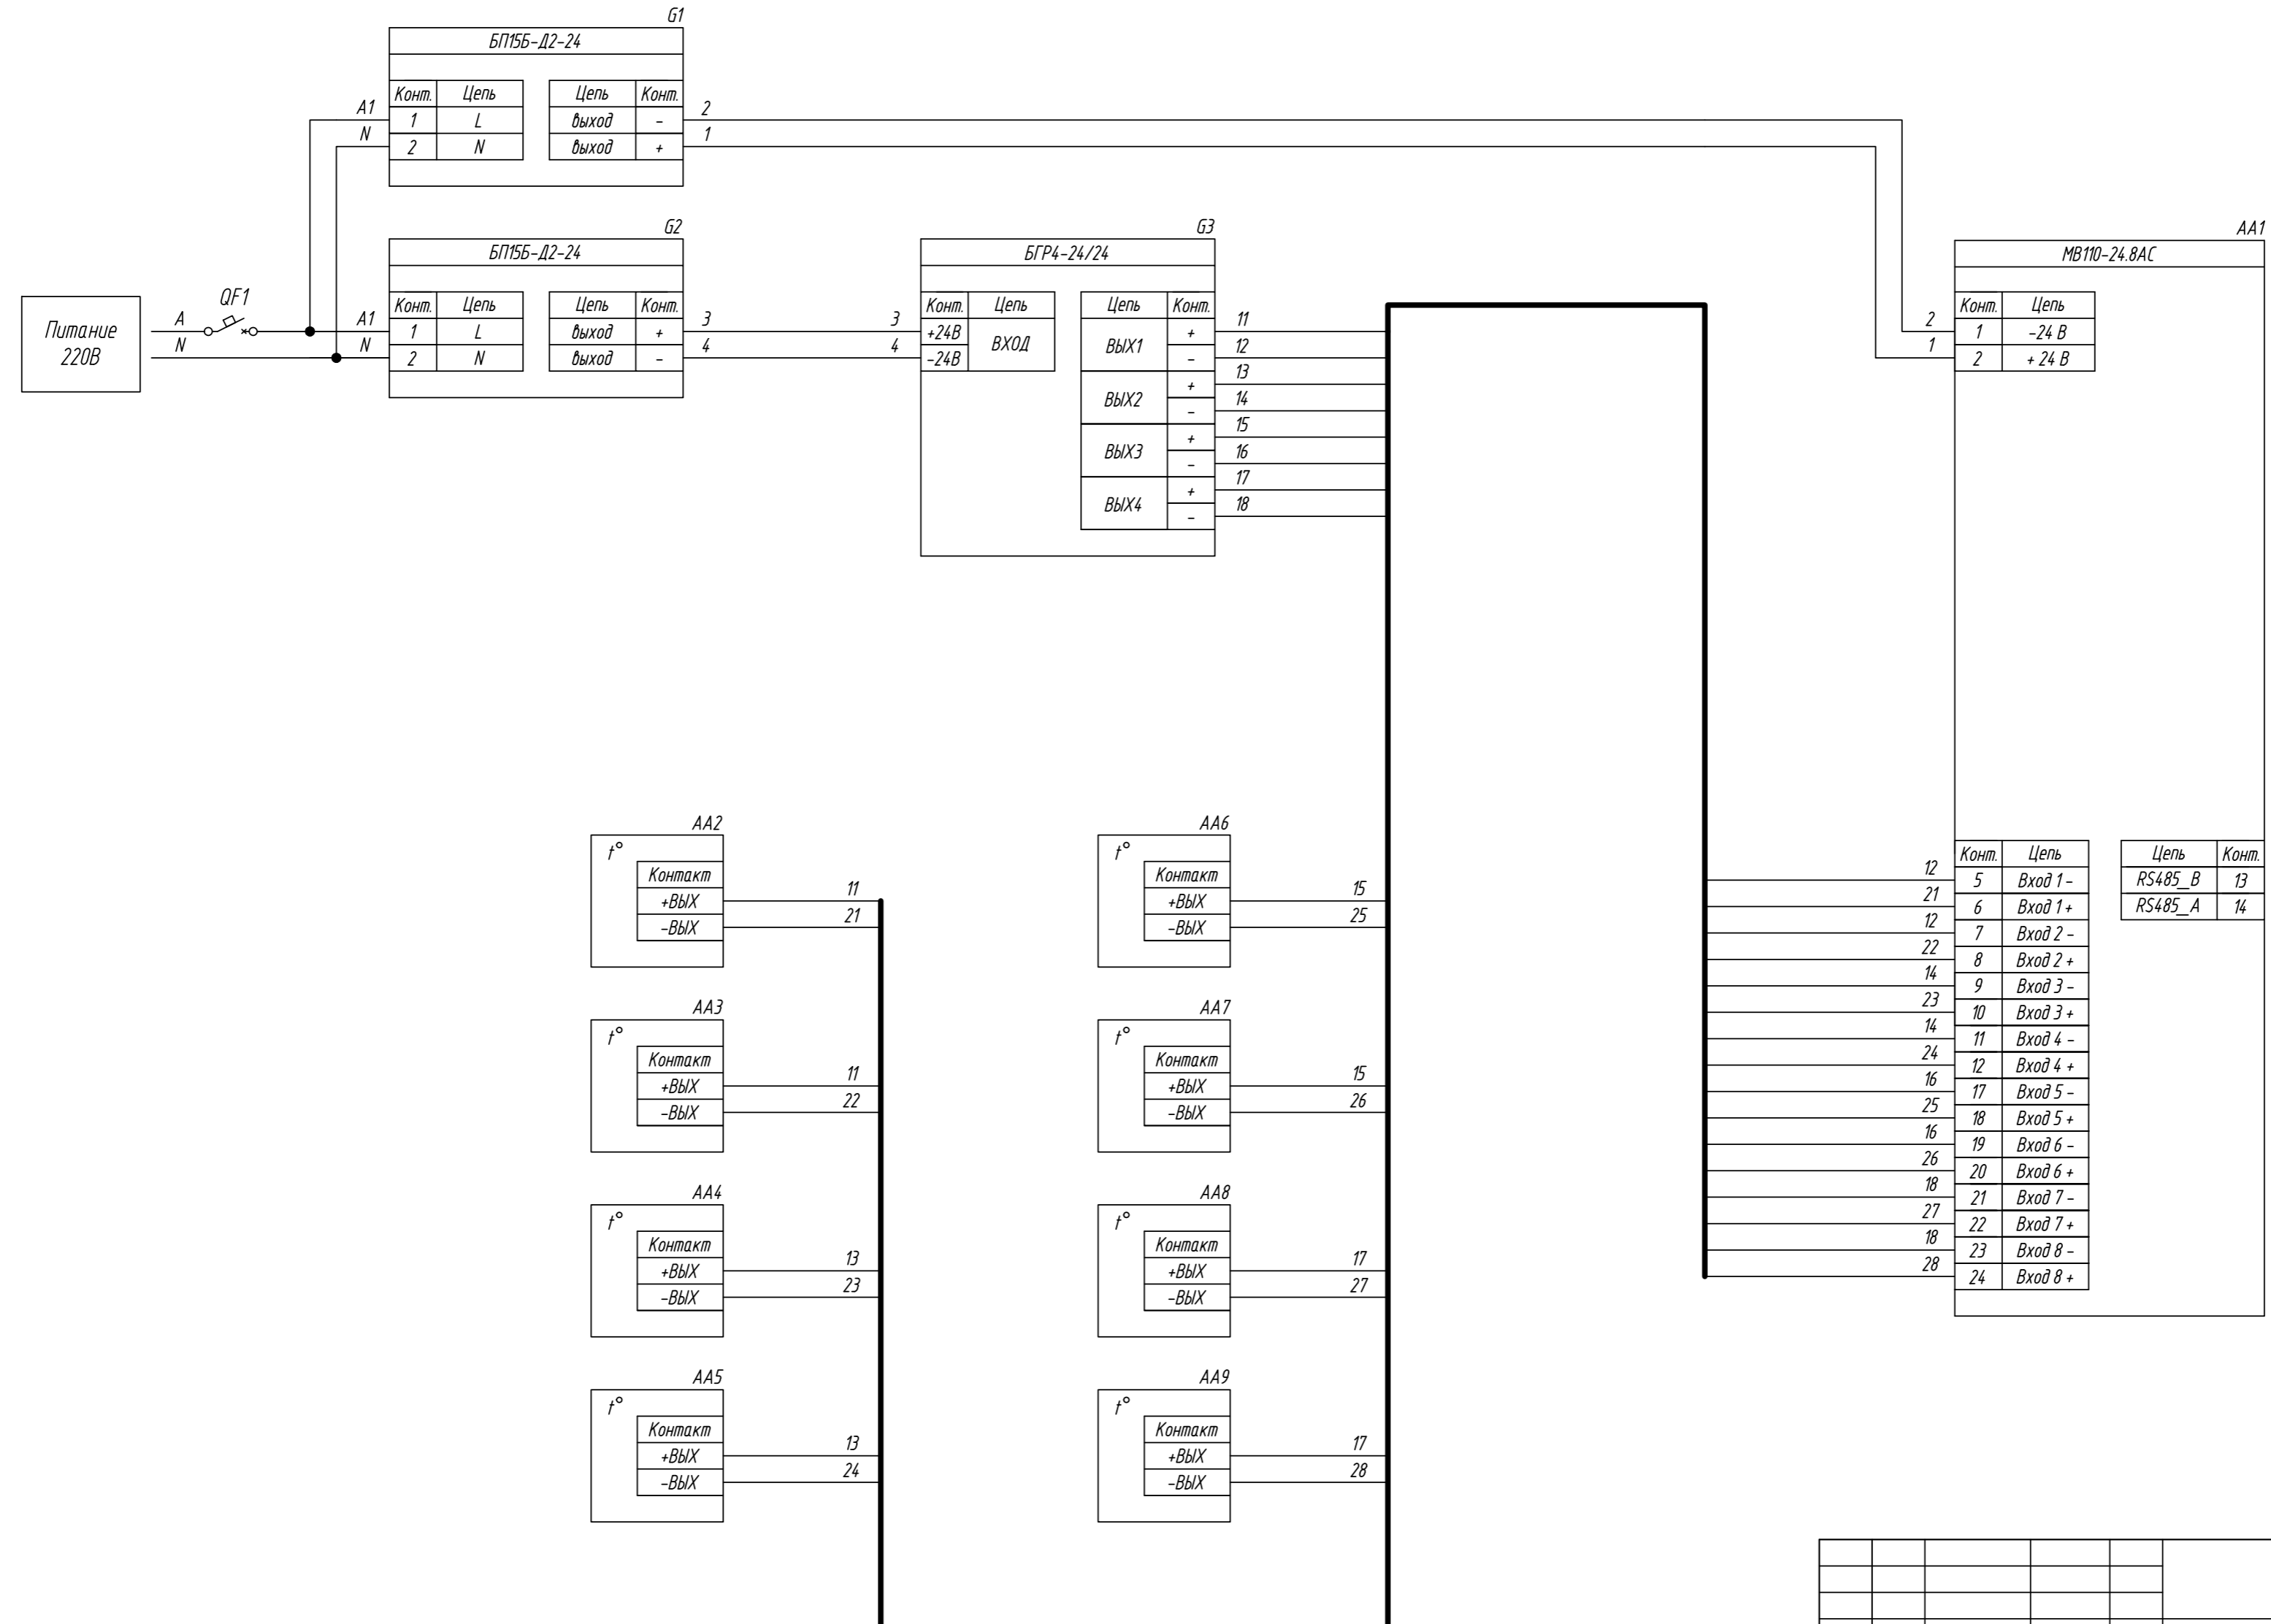 G1
БП15Б-Д2-24
Конт. Цепь Цепь Конт.
A1 1 L выход - 2
N 2 N выход + 1
G2
БП15Б-Д2-24
Конт. Цепь Цепь Конт.
A1 1 L выход + 3
N 2 N выход - 4
Питание
220В
A
N
QF1
G3
БГР4-24/24
Конт. Цепь Цепь Конт.
3 +24В ВХОД
4 -24В
ВЫХ1 + 11
- 12
ВЫХ2 + 13
- 14
ВЫХ3 + 15
- 16
ВЫХ4 + 17
- 18
AA1
МВ110-24.8АС
Конт. Цепь
2 1 -24 В
1 2 +24 В
Конт. Цепь Цепь Конт.
12 5 Вход 1 - RS485_B 13
21 6 Вход 1 + RS485_A 14
12 7 Вход 2 -
22 8 Вход 2 +
14 9 Вход 3 -
23 10 Вход 3 +
14 11 Вход 4 -
24 12 Вход 4 +
16 17 Вход 5 -
25 18 Вход 5 +
16 19 Вход 6 -
26 20 Вход 6 +
18 21 Вход 7 -
27 22 Вход 7 +
18 23 Вход 8 -
28 24 Вход 8 +
AA2
t°
Контакт
+ВЫХ 11
-ВЫХ 21
AA3
t°
Контакт
+ВЫХ 11
-ВЫХ 22
AA4
t°
Контакт
+ВЫХ 13
-ВЫХ 23
AA5
t°
Контакт
+ВЫХ 13
-ВЫХ 24
AA6
t°
Контакт
+ВЫХ 15
-ВЫХ 25
AA7
t°
Контакт
+ВЫХ 15
-ВЫХ 26
AA8
t°
Контакт
+ВЫХ 17
-ВЫХ 27
AA9
t°
Контакт
+ВЫХ 17
-ВЫХ 28